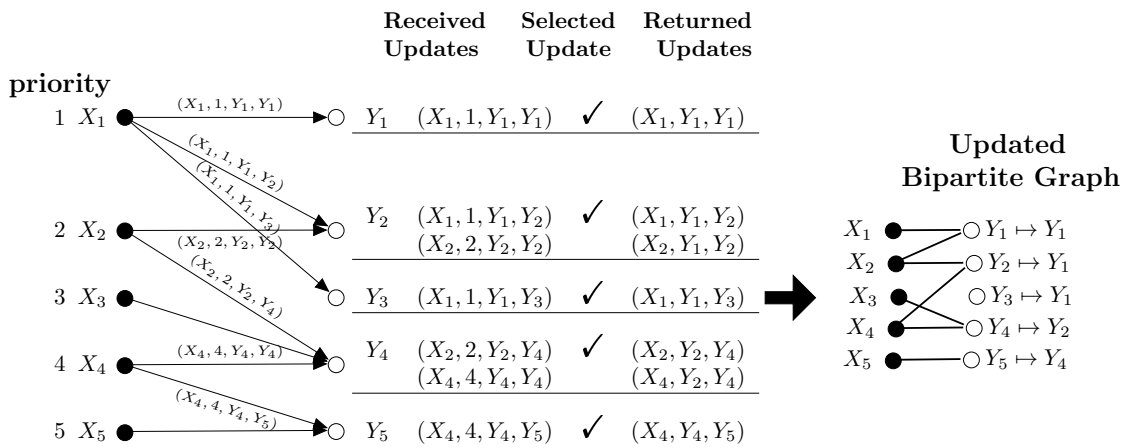 Received Selected Returned
Updates Update Updates
priority
1 X₁ (X₁, 1, Y₁, Y₁) Y₁ (X₁, 1, Y₁, Y₁) ✓ (X₁, Y₁, Y₁)
(X₁, 1, Y₁, Y₂)
(X₁, 1, Y₁, Y₃)
Y₂ (X₁, 1, Y₁, Y₂) ✓ (X₁, Y₁, Y₂)
2 X₂ (X₂, 2, Y₂, Y₂) (X₂, 2, Y₂, Y₂) (X₂, Y₁, Y₂)
(X₂, 2, Y₂, Y₄)
3 X₃ Y₃ (X₁, 1, Y₁, Y₃) ✓ (X₁, Y₁, Y₃)
Y₄ (X₂, 2, Y₂, Y₄) ✓ (X₂, Y₂, Y₄)
4 X₄ (X₄, 4, Y₄, Y₄) (X₄, 4, Y₄, Y₄) (X₄, Y₂, Y₄)
(X₄, 4, Y₄, Y₅)
5 X₅ Y₅ (X₄, 4, Y₄, Y₅) ✓ (X₄, Y₄, Y₅)
Updated
Bipartite Graph
X₁ Y₁ ↦ Y₁
X₂ Y₂ ↦ Y₁
X₃ Y₃ ↦ Y₁
X₄ Y₄ ↦ Y₂
X₅ Y₅ ↦ Y₄